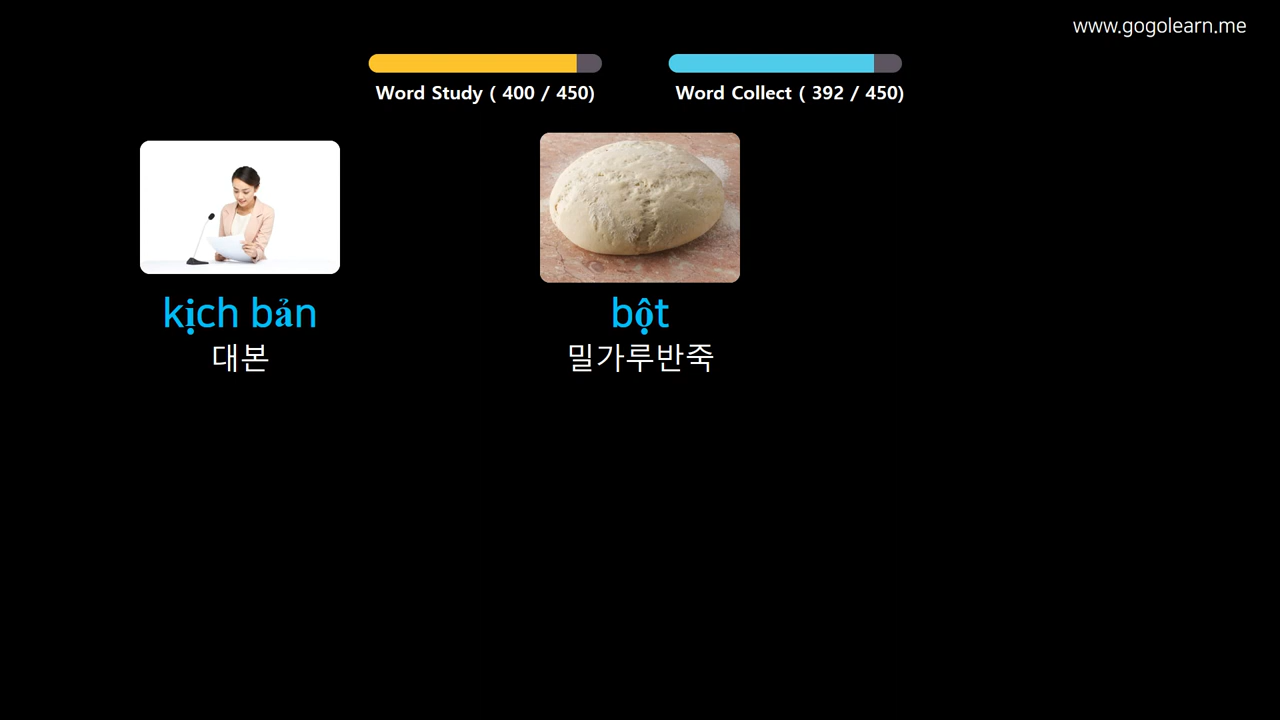 www.gogolearn.me
Word Study ( 400 / 450)
Word Collect ( 392 / 450)
kịch bản
대본
bột
밀가루반죽